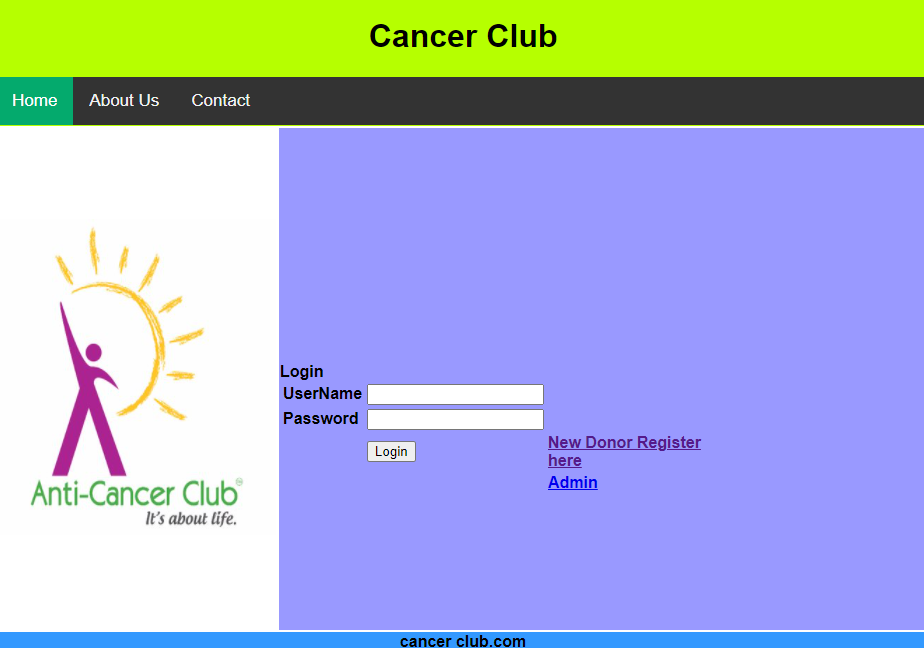 Cancer Club
Home About Us Contact
Anti-Cancer Club®
It's about life.
Login
UserName
Password
Login
New Donor Register
here
Admin
cancer club.com